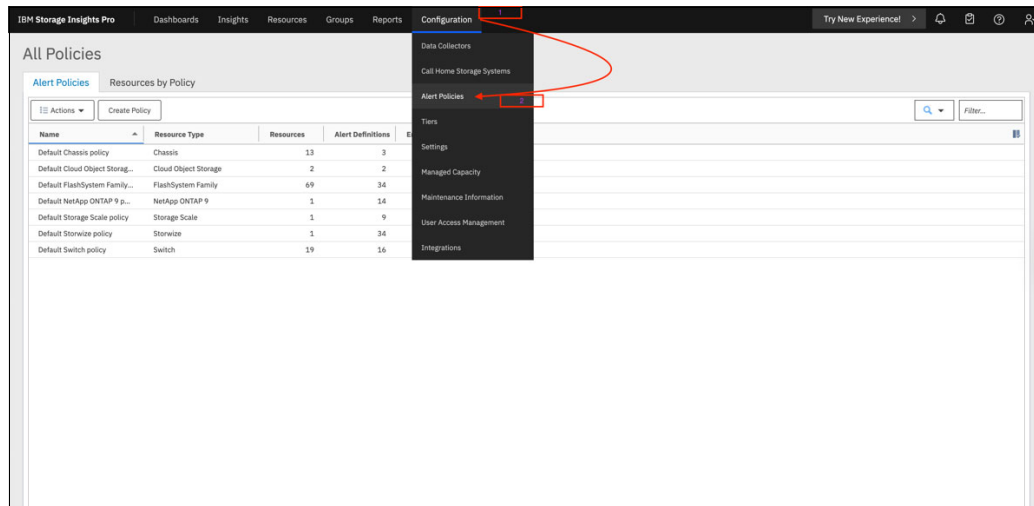 IBM Storage Insights Pro Dashboards Insights Resources Groups Reports Configuration 1 Try New Experience! >
All Policies
Alert Policies Resources by Policy
Actions Create Policy Filter...
Name Resource Type Resources Alert Definitions
Default Chassis policy Chassis 13 3
Default Cloud Object Storag... Cloud Object Storage 2 2
Default FlashSystem Family... FlashSystem Family 69 34
Default NetApp ONTAP 9 p... NetApp ONTAP 9 1 14
Default Storage Scale policy Storage Scale 1 9
Default Storwize policy Storwize 1 34
Default Switch policy Switch 19 16
Data Collectors
Call Home Storage Systems
Alert Policies 2
Tiers
Settings
Managed Capacity
Maintenance Information
User Access Management
Integrations